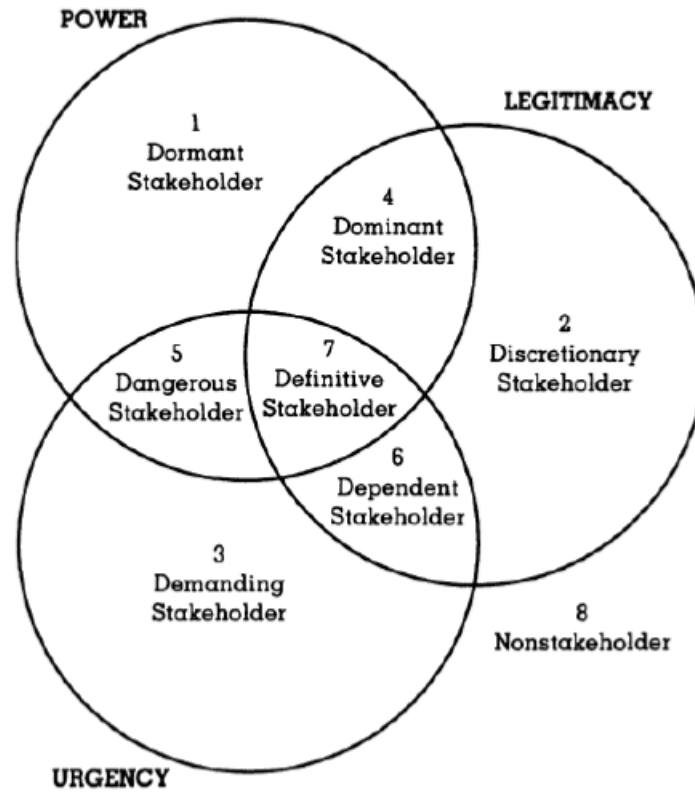 POWER
LEGITIMACY
1
Dormant
Stakeholder
4
Dominant
Stakeholder
2
Discretionary
Stakeholder
5
Dangerous
Stakeholder
7
Definitive
Stakeholder
6
Dependent
Stakeholder
3
Demanding
Stakeholder
8
Nonstakeholder
URGENCY